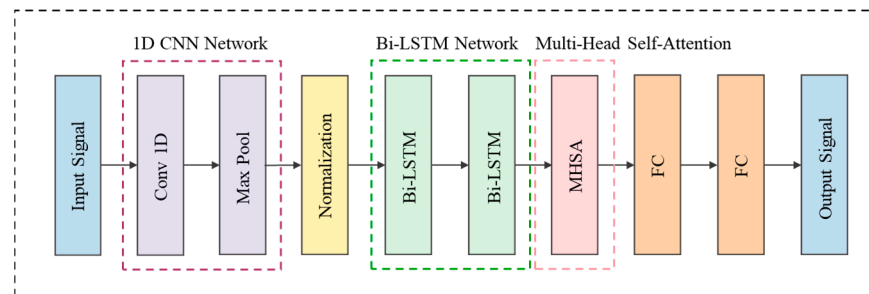 1D CNN Network
Bi-LSTM Network
Multi-Head Self-Attention
Input Signal
Conv 1D
Max Pool
Normalization
Bi-LSTM
Bi-LSTM
MHSA
FC
FC
Output Signal